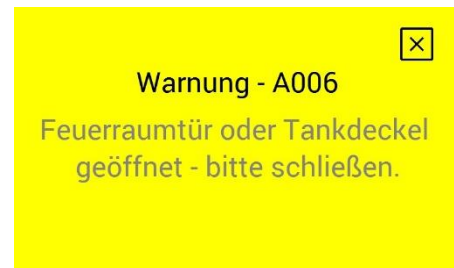 Warnung - A006
Feuerraumtür oder Tankdeckel
geöffnet - bitte schließen.